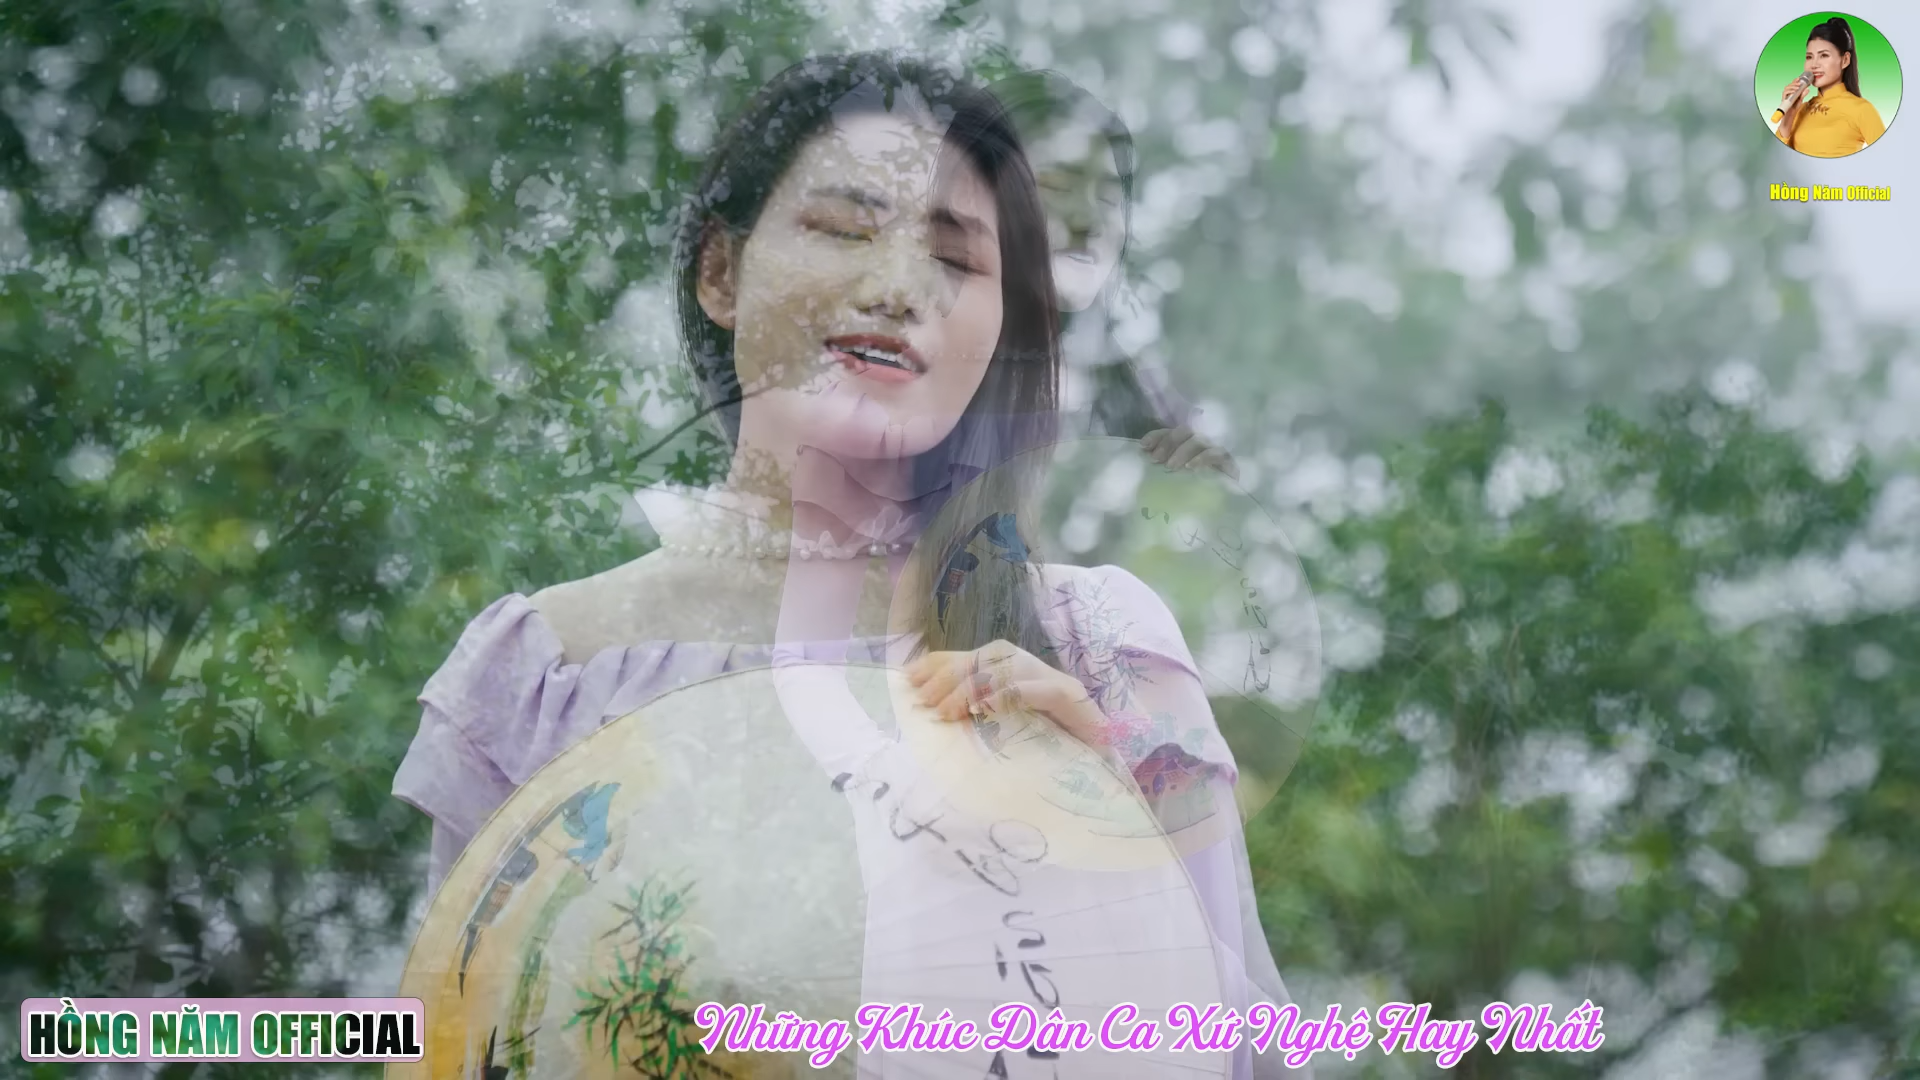 Hồng Năm Official
HỒNG NĂM OFFICIAL
Những Khúc Dân Ca Xứ Nghệ Hay Nhất